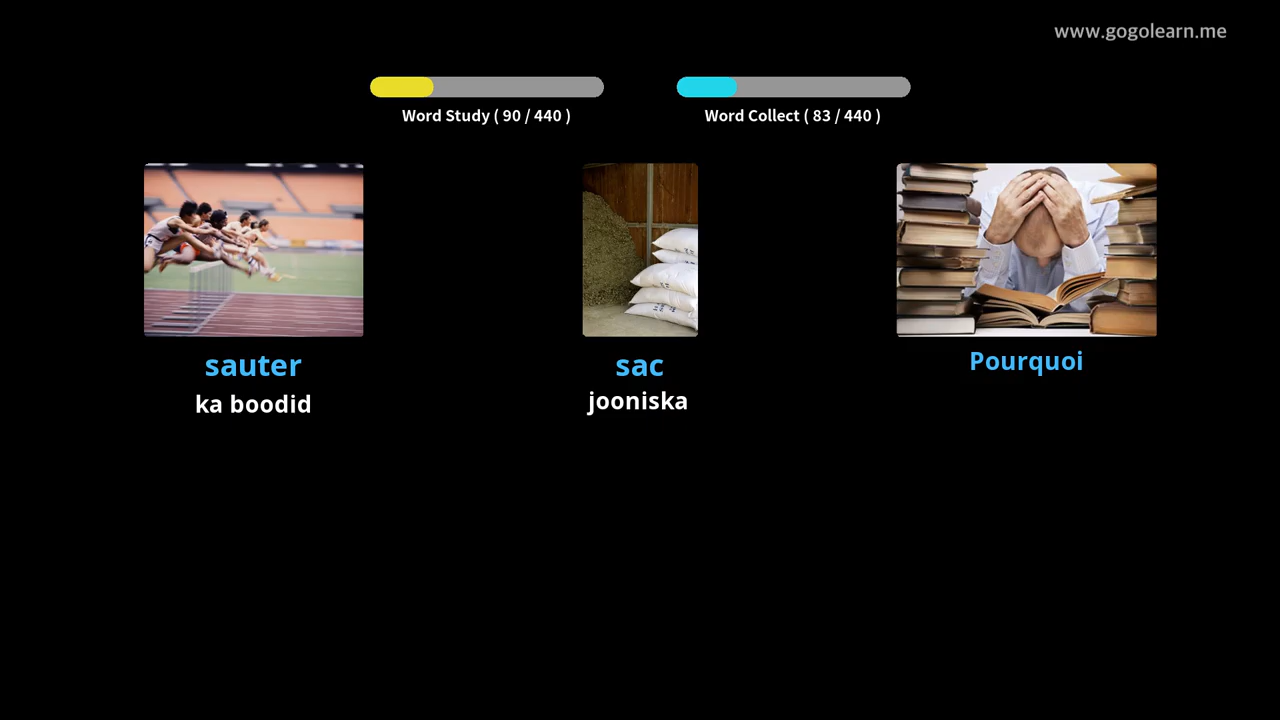 www.gogolearn.me
Word Study ( 90 / 440 )
Word Collect ( 83 / 440 )
sauter
ka boodid
sac
jooniska
Pourquoi